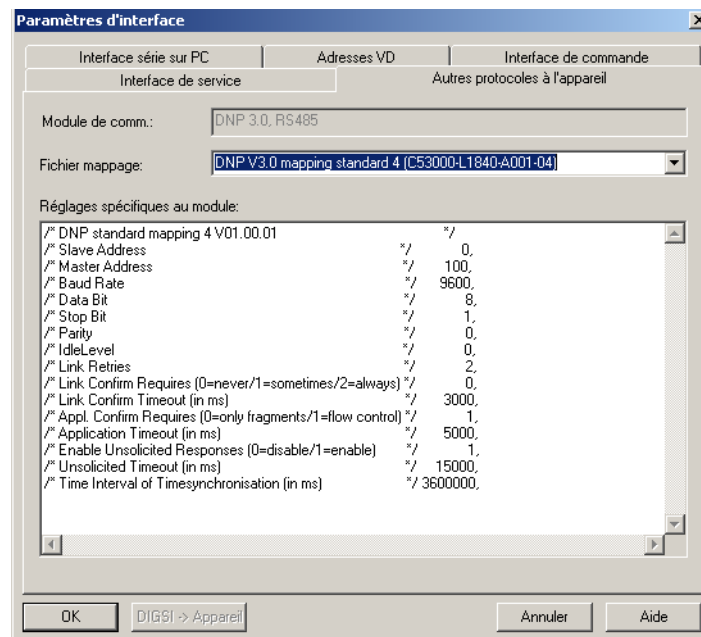 Paramètres d'interface
Interface série sur PC
Adresses VD
Interface de commande
Interface de service
Autres protocoles à l'appareil
Module de comm.:
DNP 3.0, RS485
Fichier mappage:
DNP V3.0 mapping standard 4 (C53000-L1840-A001-04)
Réglages spécifiques au module:
/* DNP standard mapping 4 V01.00.01 */
/* Slave Address */ 0,
/* Master Address */ 100,
/* Baud Rate */ 9600,
/* Data Bit */ 8,
/* Stop Bit */ 1,
/* Parity */ 0,
/* IdleLevel */ 0,
/* Link Retries */ 2,
/* Link Confirm Requires (0=never/1=sometimes/2=always) */ 0,
/* Link Confirm Timeout (in ms) */ 3000,
/* Appl. Confirm Requires (0=only fragments/1=flow control) */ 1,
/* Application Timeout (in ms) */ 5000,
/* Enable Unsolicited Responses (0=disable/1=enable) */ 1,
/* Unsolicited Timeout (in ms) */ 15000,
/* Time Interval of Timesynchronisation (in ms) */ 3600000,
OK
DIGSI -> Appareil
Annuler
Aide